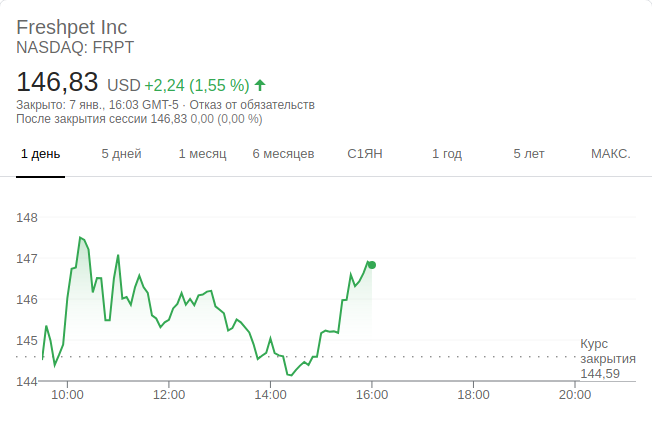 Freshpet Inc
NASDAQ: FRPT
146,83 USD +2,24 (1,55 %)
Закрыто: 7 янв., 16:03 GMT-5 · Отказ от обязательств
После закрытия сессии 146,83 0,00 (0,00 %)
1 день 5 дней 1 месяц 6 месяцев С1ЯН 1 год 5 лет МАКС.
148
147
146
145
Курс
закрытия
144,59
144
10:00 12:00 14:00 16:00 18:00 20:00